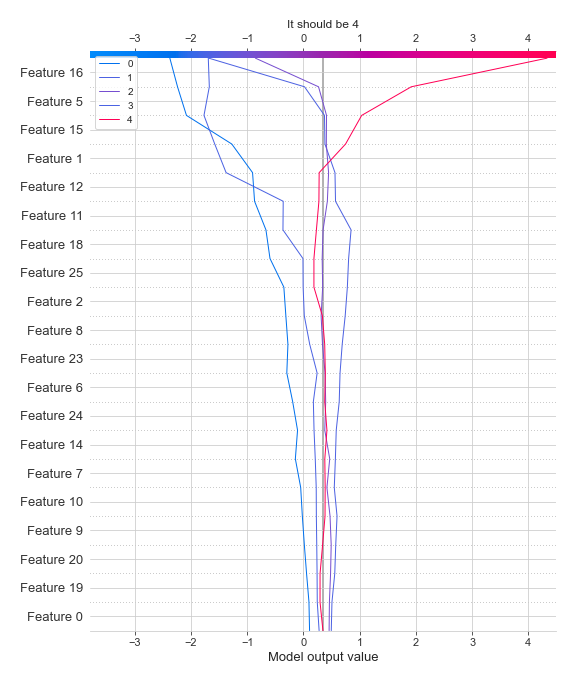 It should be 4
−3 −2 −1 0 1 2 3 4
0
1
2
3
4
Feature 16
Feature 5
Feature 15
Feature 1
Feature 12
Feature 11
Feature 18
Feature 25
Feature 2
Feature 8
Feature 23
Feature 6
Feature 24
Feature 14
Feature 7
Feature 10
Feature 9
Feature 20
Feature 19
Feature 0
−3 −2 −1 0 1 2 3 4
Model output value